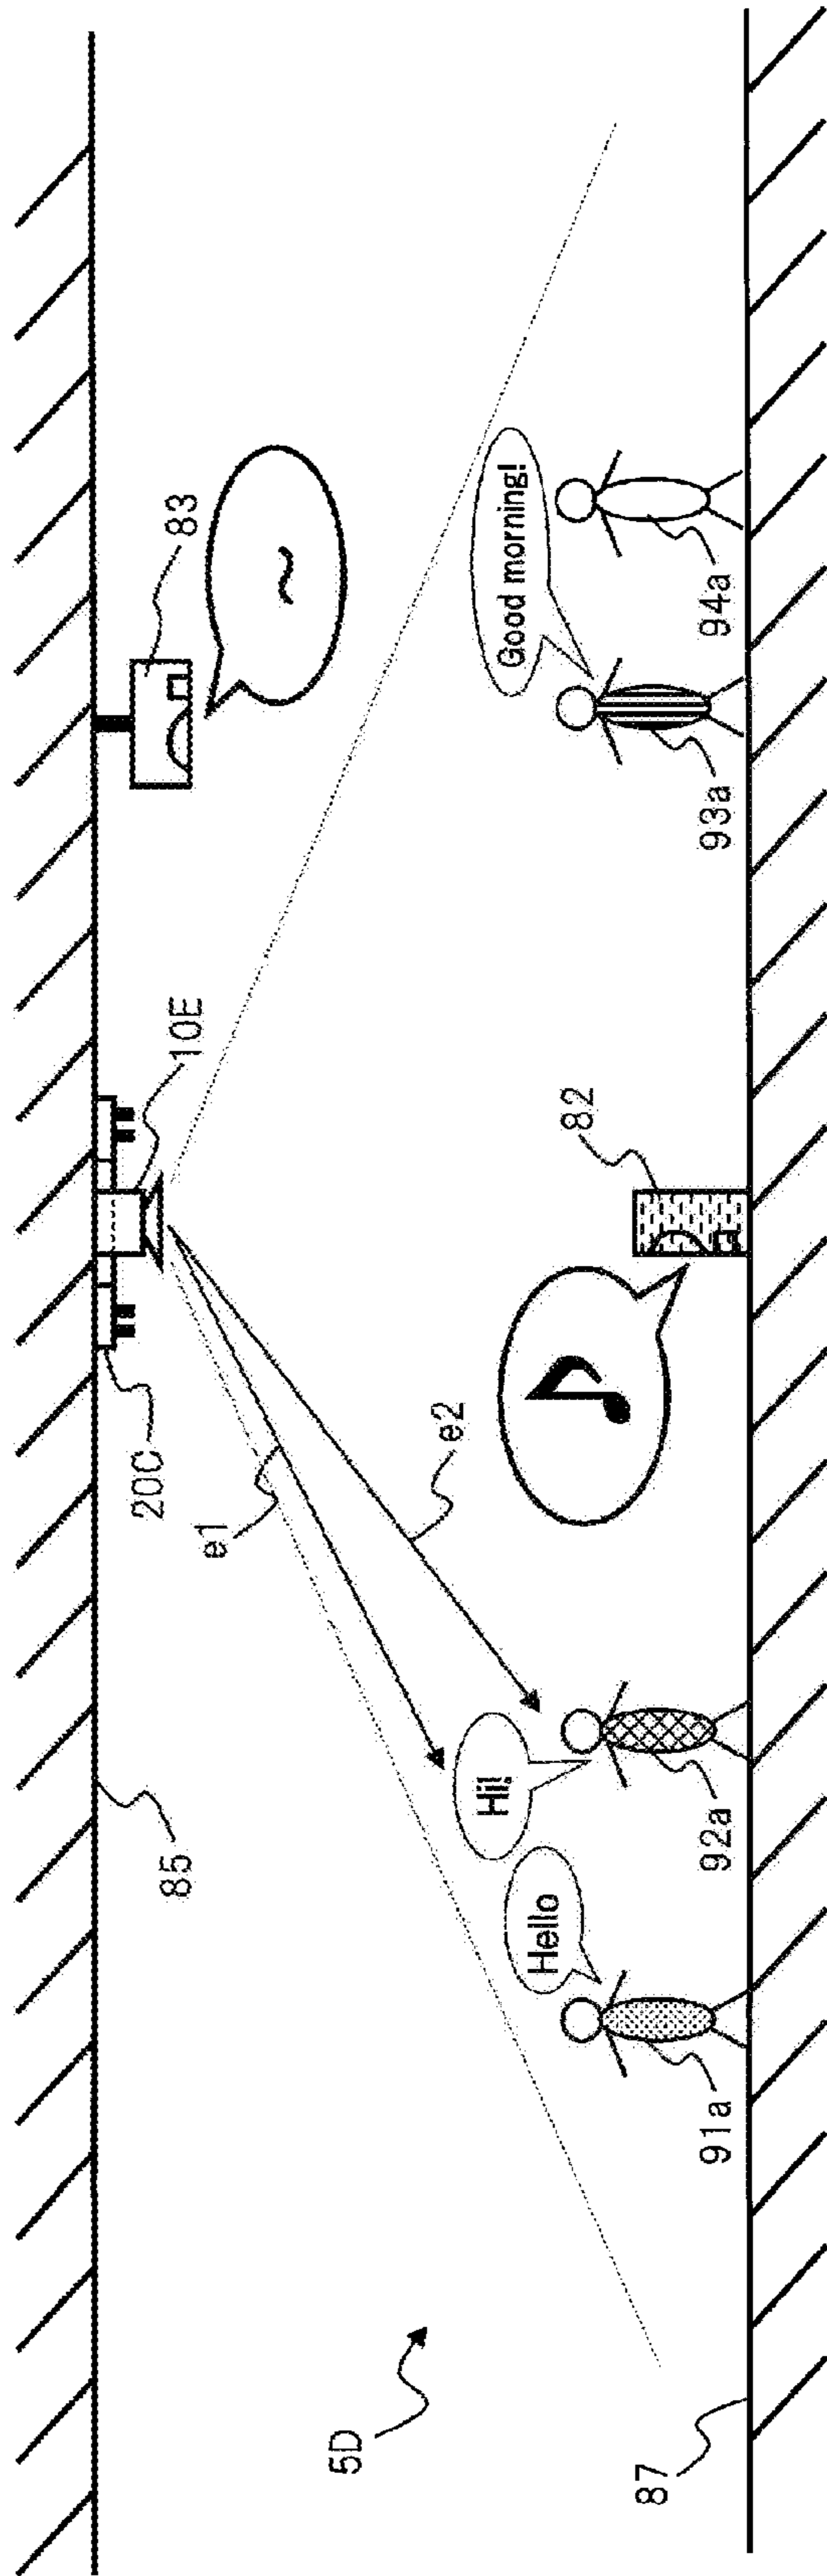 83
~
10E
20C
e1
e2
85
Good morning!
Hi!
Hello
82
94a
93a
92a
91a
5D
87